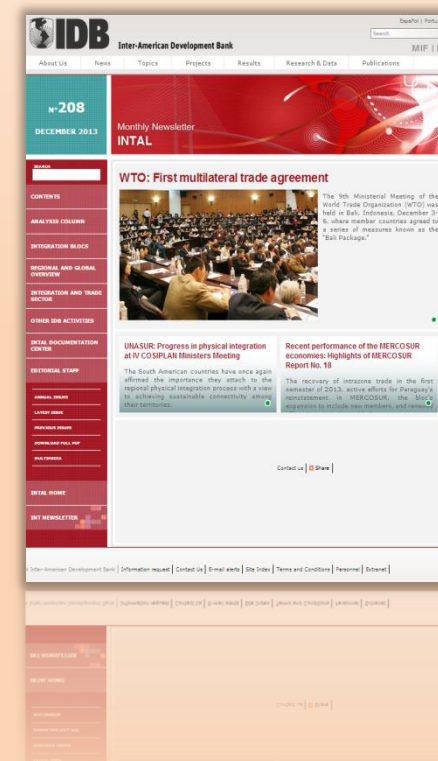 IDB
Inter-American Development Bank
Español | Portu
Search
MIF |
About Us
News
Topics
Projects
Results
Research & Data
Publications
N°208
DECEMBER 2013
Monthly Newsletter
INTAL
SEARCH
CONTENTS
ANALYSIS COLUMN
INTEGRATION BLOCS
REGIONAL AND GLOBAL
OVERVIEW
INTEGRATION AND TRADE
SECTOR
OTHER IDB ACTIVITIES
INTAL DOCUMENTATION
CENTER
EDITORIAL STAFF
ANNUAL ISSUES
LATEST ISSUE
PREVIOUS ISSUES
DOWNLOAD FULL PDF
MULTIMEDIA
INTAL HOME
INT NEWSLETTER
WTO: First multilateral trade agreement
The 9th Ministerial Meeting of the
World Trade Organization (WTO) was
held in Bali, Indonesia, December 3-
6, where member countries agreed to
a series of measures known as the
"Bali Package."
UNASUR: Progress in physical integration
at IV COSIPLAN Ministers Meeting
The South American countries have once again
affirmed the importance they attach to the
regional physical integration process with a view
to achieving sustainable connectivity among
their territories.
Recent performance of the MERCOSUR
economies: Highlights of MERCOSUR
Report No. 18
The recovery of intrazone trade in the first
semester of 2013, active efforts for Paraguay's
reinstatement in MERCOSUR, the bloc's
expansion to include new members, and
Contact us | Share |
Inter-American Development Bank | Information request | Contact Us | E-mail alerts | Site Index | Terms and Conditions | Personnel | Extranet |